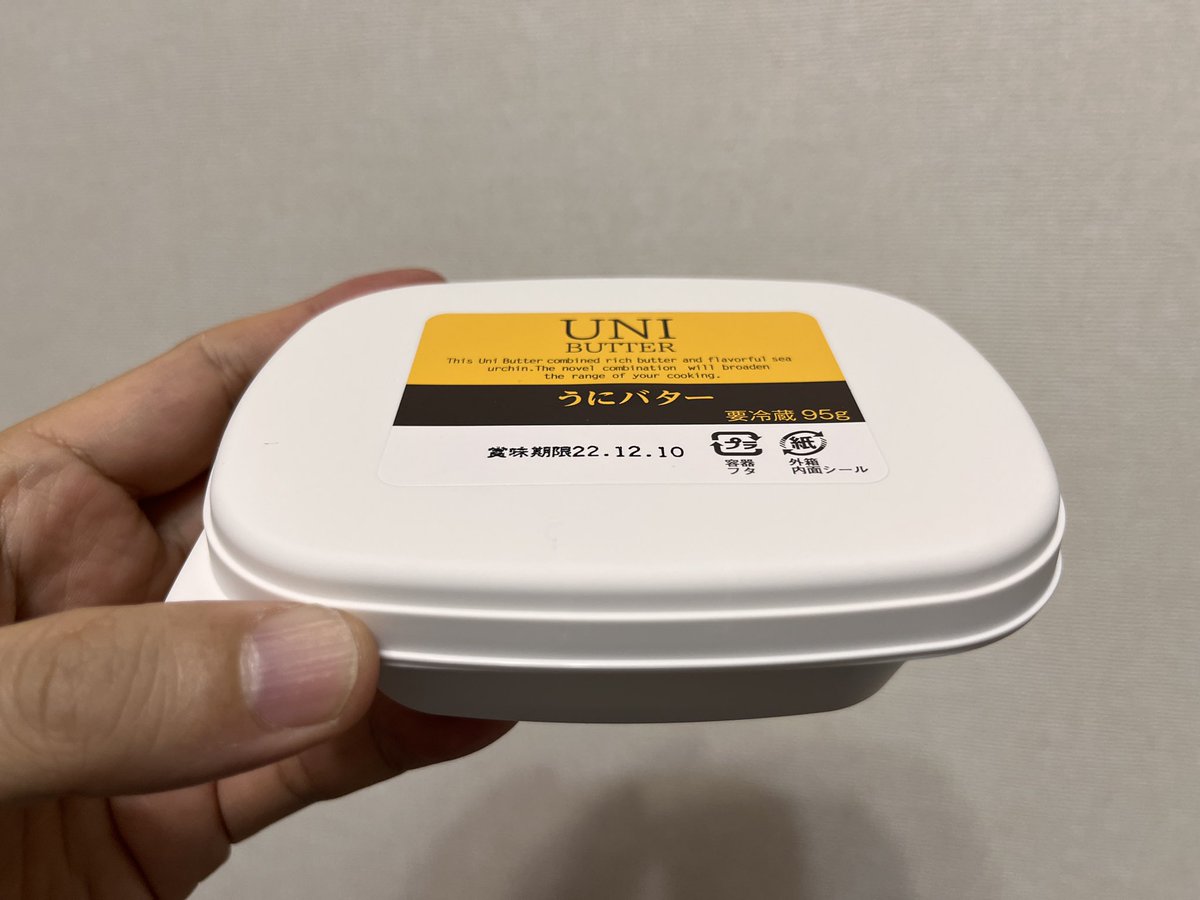 UNI
BUTTER
This Uni Butter combined rich butter and flavorful sea
urchin.The novel combination will broaden
the range of your cooking.
うにバター
要冷蔵 95g
賞味期限22.12.10
プラ
容器
フタ
紙
外箱
内面シール